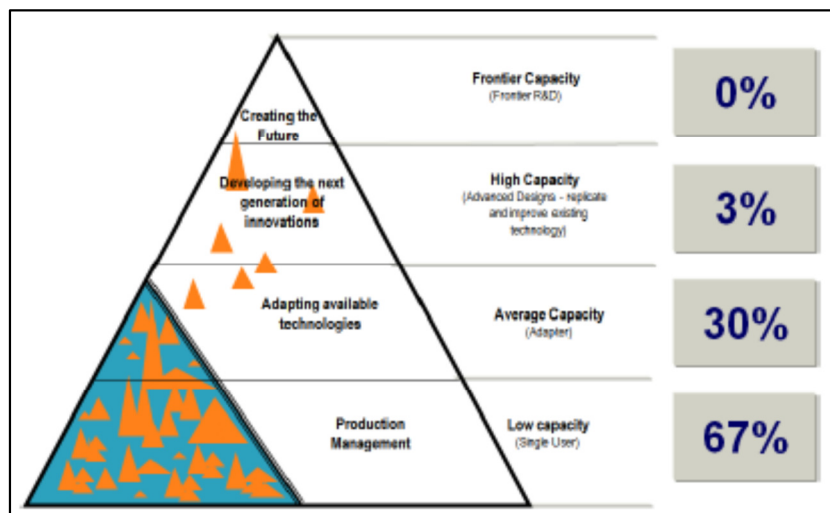 Creating the
Future
Frontier Capacity
(Frontier R&D)
0%
Developing the next
generation of
innovations
High Capacity
(Advanced Designs - replicate
and improve existing
technology)
3%
Adapting available
technologies
Average Capacity
(Adapter)
30%
Production
Management
Low capacity
(Single User)
67%